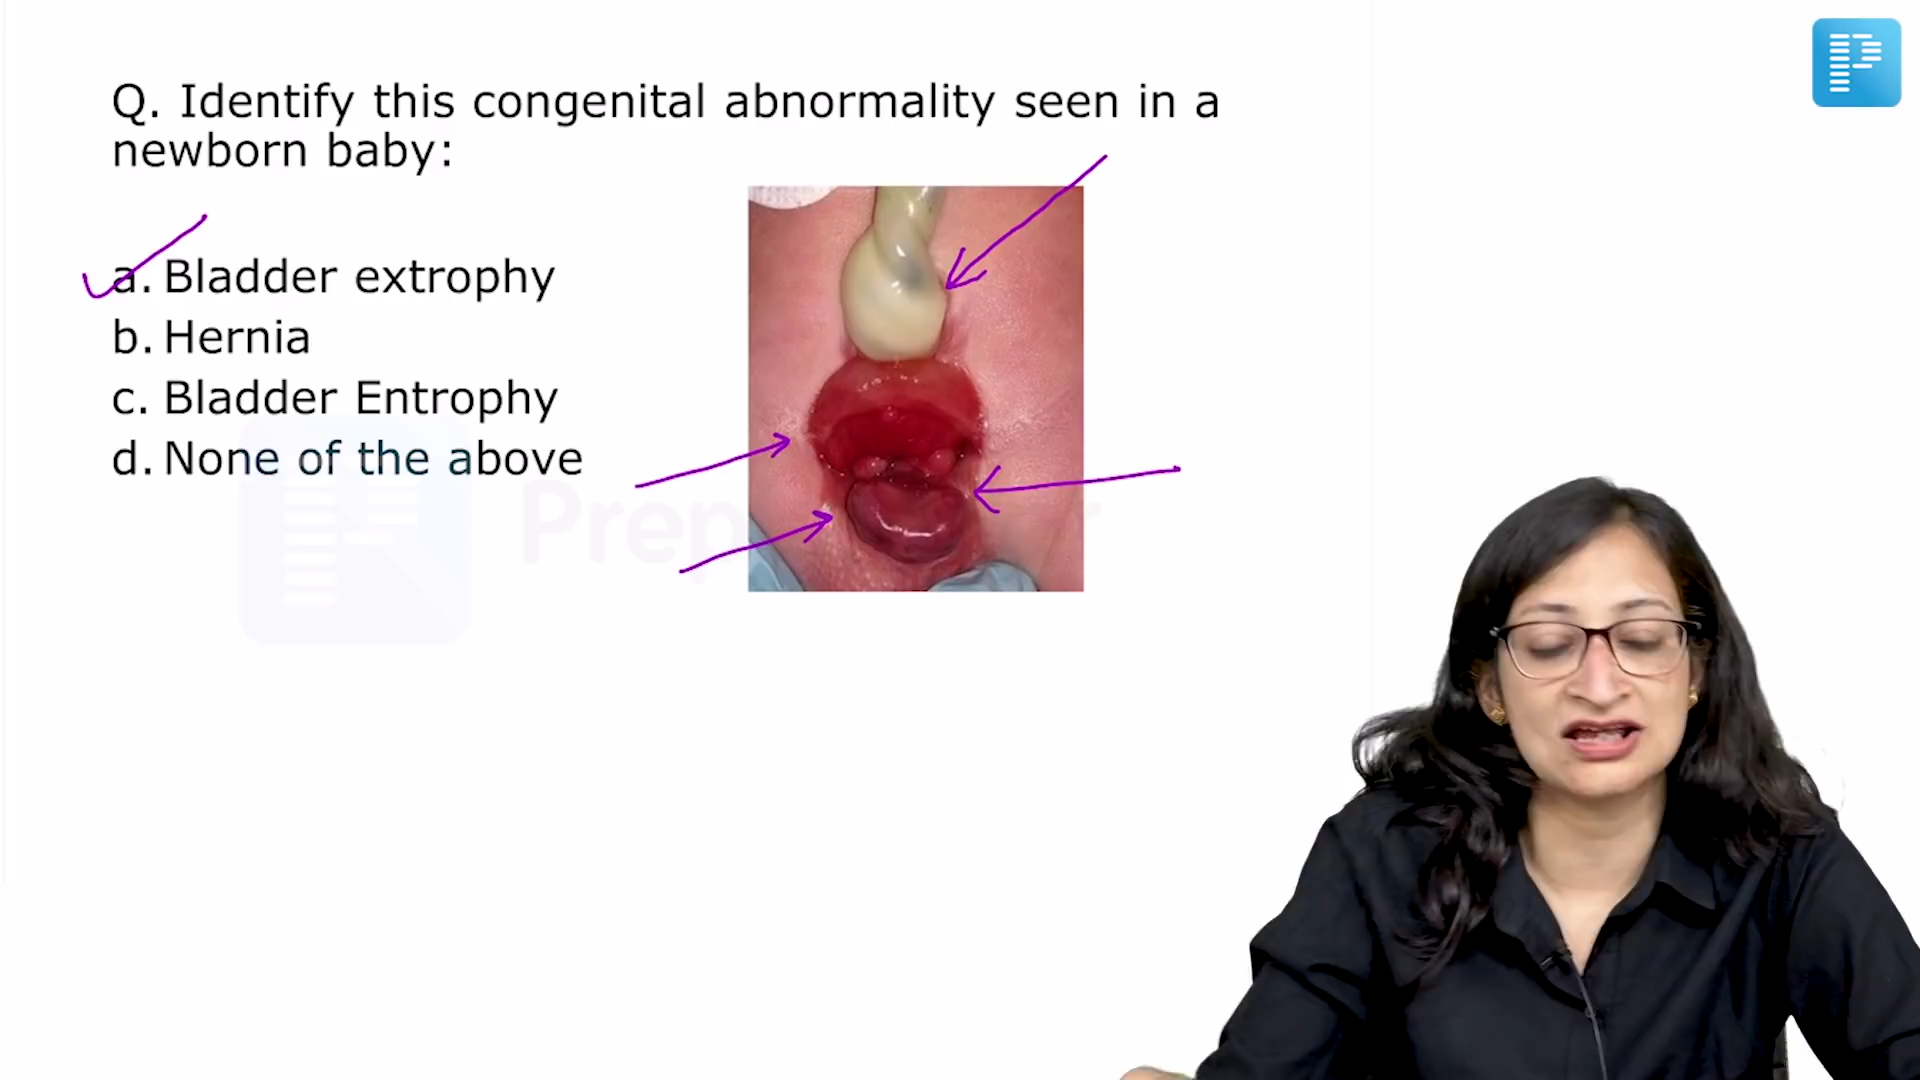 Q. Identify this congenital abnormality seen in a
newborn baby:
a. Bladder extrophy
b. Hernia
c. Bladder Entrophy
d. None of the above